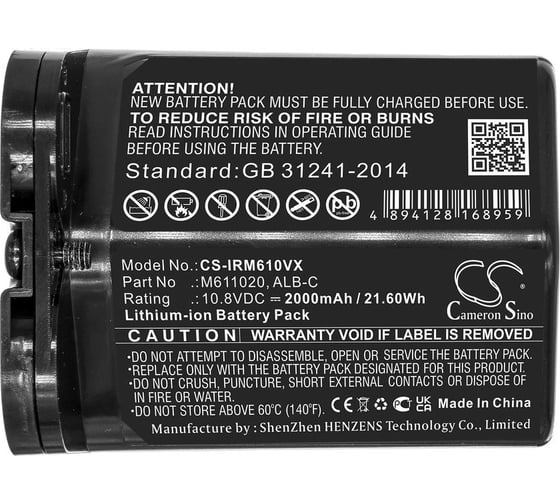 ATTENTION!
NEW BATTERY PACK MUST BE FULLY CHARGED BEFORE USE.
TO REDUCE RISK OF FIRE OR BURNS
READ INSTRUCTIONS IN OPERATING GUIDE
BEFORE USING THE BATTERY.
Standard:GB 31241-2014
pb
4 894128 168959
Model No.:CS-IRM610VX
Part No :M611020, ALB-C
Rating :10.8VDC ⎓ 2000mAh / 21.60Wh
Lithium-ion Battery Pack
CS
Cameron Sino
CAUTION WARRANTY VOID IF LABEL IS REMOVED
•DO NOT ATTEMPT TO DISASSEMBLE, OPEN OR SERVICE THE BATTERY PACK.
•REPLACE ONLY WITH THE BATTERY PACK DESIGNATED FOR THIS PRODUCT.
•DO NOT CRUSH, PUNCTURE, SHORT EXTERNAL CONTACTS OR DISPOSE OF
IN FIRE OR WATER.
•DO NOT STORE ABOVE 60℃ (140℉). CE UK CA Made In China
Manufacture by : ShenZhen HENZENS Technology Co., Limited